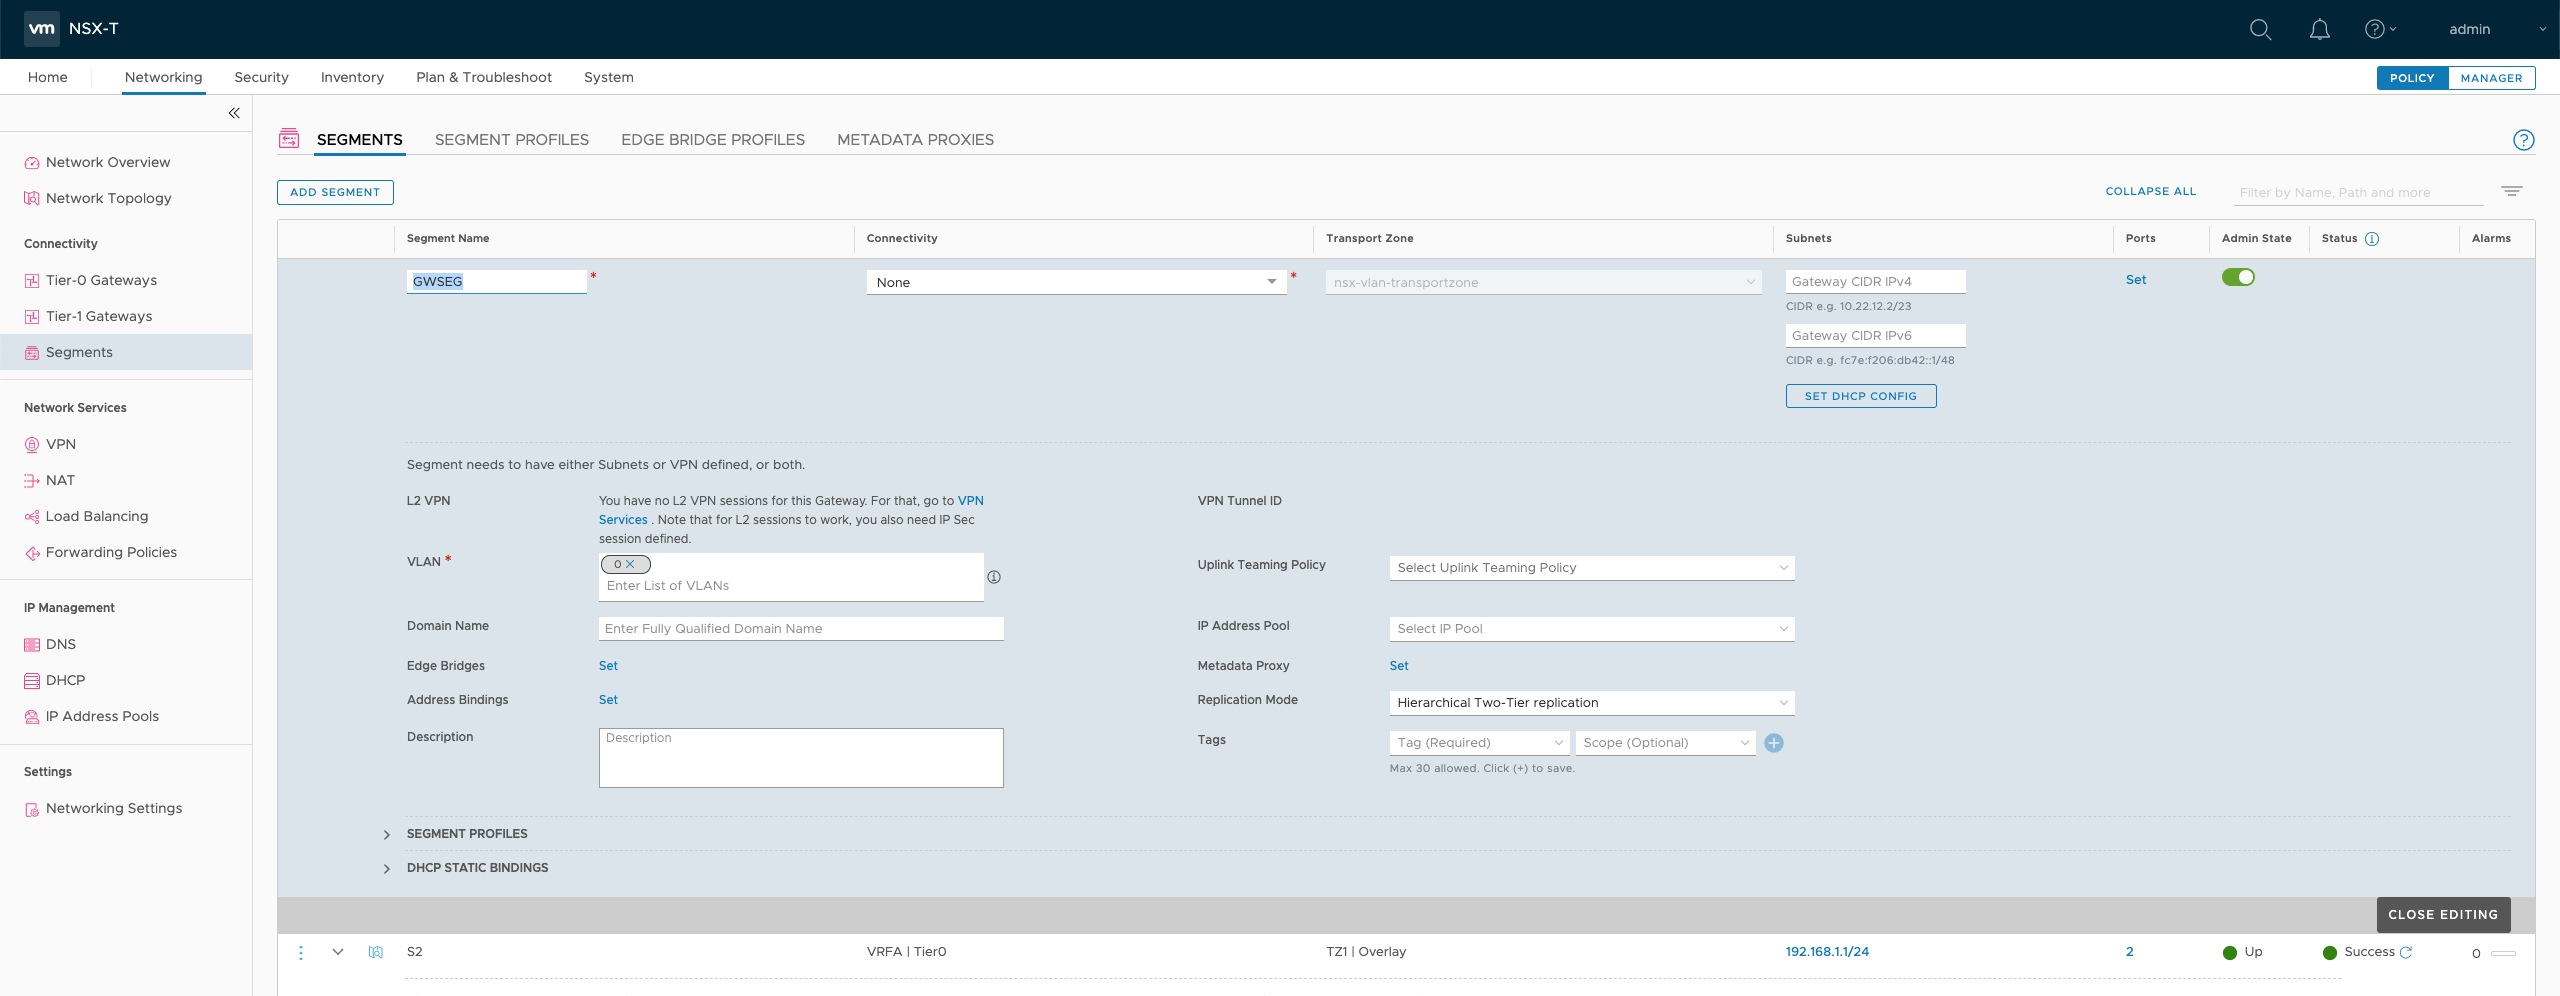 vm NSX-T admin
Home Networking Security Inventory Plan & Troubleshoot System POLICY MANAGER
Network Overview
Network Topology
Connectivity
Tier-0 Gateways
Tier-1 Gateways
Segments
Network Services
VPN
NAT
Load Balancing
Forwarding Policies
IP Management
DNS
DHCP
IP Address Pools
Settings
Networking Settings
SEGMENTS SEGMENT PROFILES EDGE BRIDGE PROFILES METADATA PROXIES
ADD SEGMENT COLLAPSE ALL Filter by Name, Path and more
Segment Name Connectivity Transport Zone Subnets Ports Admin State Status Alarms
GWSEG * None * nsx-vlan-transportzone Gateway CIDR IPv4 Set
CIDR e.g. 10.22.12.2/23
Gateway CIDR IPv6
CIDR e.g. fc7e:f206:db42::1/48
SET DHCP CONFIG
Segment needs to have either Subnets or VPN defined, or both.
L2 VPN You have no L2 VPN sessions for this Gateway. For that, go to VPN VPN Tunnel ID
Services . Note that for L2 sessions to work, you also need IP Sec
session defined.
VLAN * 0 Uplink Teaming Policy Select Uplink Teaming Policy
Enter List of VLANs
Domain Name Enter Fully Qualified Domain Name IP Address Pool Select IP Pool
Edge Bridges Set Metadata Proxy Set
Address Bindings Set Replication Mode Hierarchical Two-Tier replication
Description Description Tags Tag (Required) Scope (Optional)
Max 30 allowed. Click (+) to save.
SEGMENT PROFILES
DHCP STATIC BINDINGS
CLOSE EDITING
S2 VRFA | Tier0 TZ1 | Overlay 192.168.1.1/24 2 Up Success 0